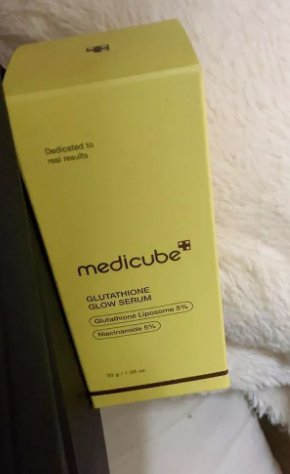 Dedicated to
real results
medicube
GLUTATHIONE
GLOW SERUM
Glutathione Liposome 5%
Niacinamide 5%